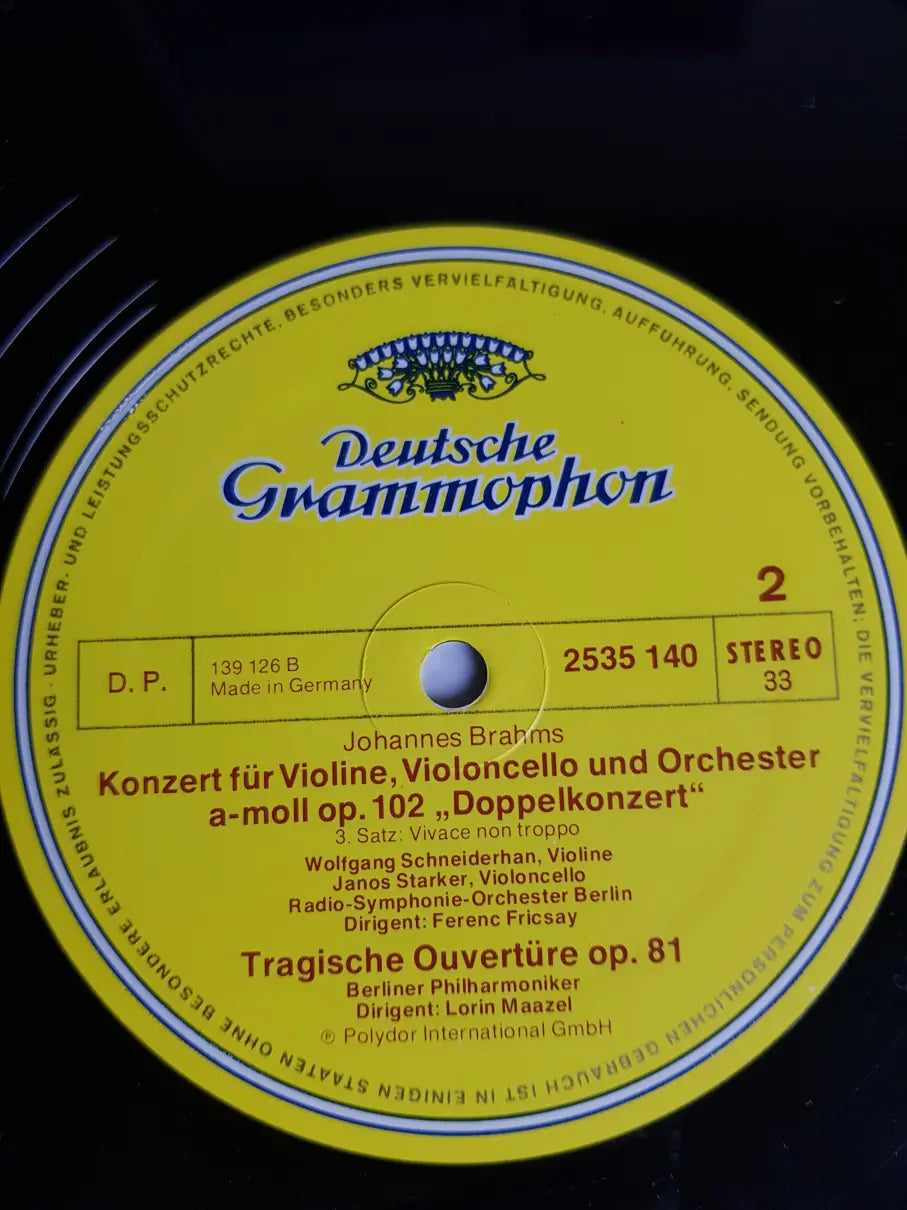 Deutsche
Grammophon
2
D. P.
139 126 B
Made in Germany
2535 140
STEREO
33
Johannes Brahms
Konzert für Violine, Violoncello und Orchester
a-moll op. 102 „Doppelkonzert“
3. Satz: Vivace non troppo
Wolfgang Schneiderhan, Violine
Janos Starker, Violoncello
Radio-Symphonie-Orchester Berlin
Dirigent: Ferenc Fricsay
Tragische Ouvertüre op. 81
Berliner Philharmoniker
Dirigent: Lorin Maazel
℗ Polydor International GmbH
URHEBER- UND LEISTUNGSSCHUTZRECHTE, BESONDERS VERVIELFÄLTIGUNG, AUFFÜHRUNG, SENDUNG VORBEHALTEN; DIE VERVIELFÄLTIGUNG ZUM PERSÖNLICHEN GEBRAUCH IST IN EINIGEN STAATEN OHNE BESONDERE ERLAUBNIS ZULÄSSIG ·